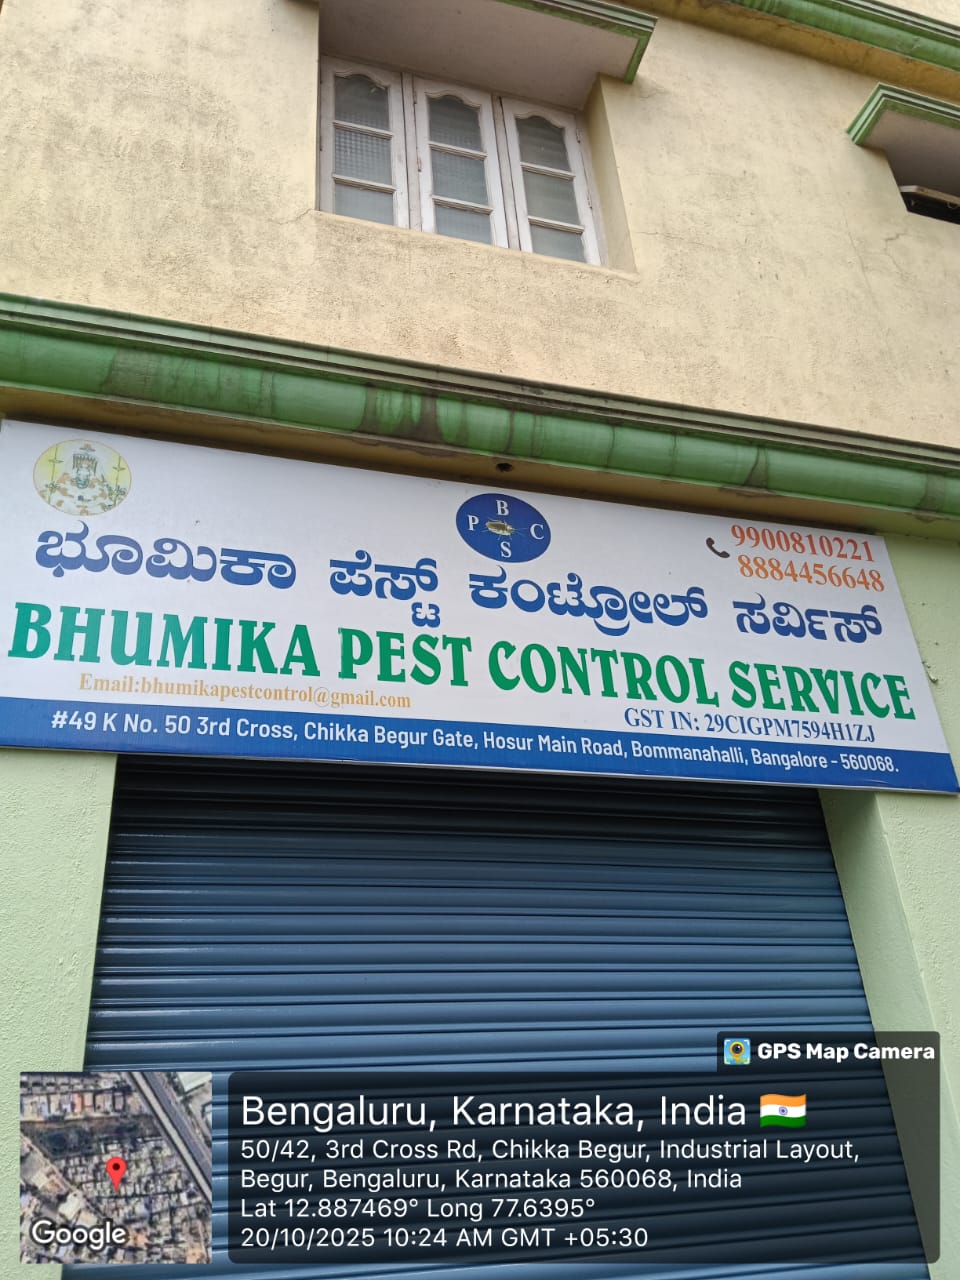 B
P C
S
9900810221
8884456648
ಭೂಮಿಕಾ ಪೆಸ್ಟ್ ಕಂಟ್ರೋಲ್ ಸರ್ವಿಸ್
BHUMIKA PEST CONTROL SERVICE
Email:bhumikapestcontrol@gmail.com
GST IN: 29CIGPM7594H1ZJ
#49 K No. 50 3rd Cross, Chikka Begur Gate, Hosur Main Road, Bommanahalli, Bangalore - 560068.
GPS Map Camera
Bengaluru, Karnataka, India
50/42, 3rd Cross Rd, Chikka Begur, Industrial Layout,
Begur, Bengaluru, Karnataka 560068, India
Lat 12.887469° Long 77.6395°
20/10/2025 10:24 AM GMT +05:30
Google